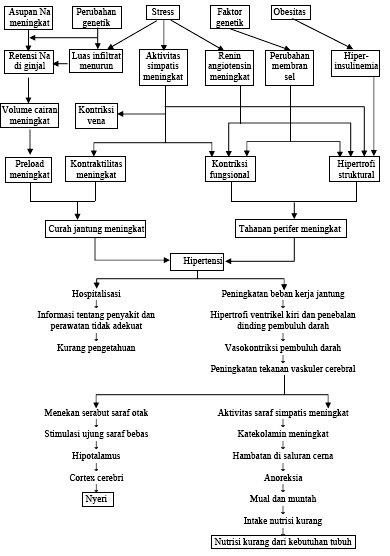 Asupan Na
meningkat
Perubahan
genetik
Stress
Faktor
genetik
Obesitas
Retensi Na
di ginjal
Luas infiltrat
menurun
Aktivitas
simpatis
meningkat
Renin
angiotensin
meningkat
Perubahan
membran
sel
Hiper-
insulinemia
Volume cairan
meningkat
Kontriksi
vena
Preload
meningkat
Kontraktilitas
meningkat
Kontriksi
fungsional
Hipertrofi
struktural
Curah jantung meningkat
Tahanan perifer meningkat
Hipertensi
Hospitalisasi
Peningkatan beban kerja jantung
Informasi tentang penyakit dan
perawatan tidak adekuat
Hipertrofi ventrikel kiri dan penebalan
dinding pembuluh darah
Kurang pengetahuan
Vasokontriksi pembuluh darah
Peningkatan tekanan vaskuler cerebral
Menekan serabut saraf otak
Aktivitas saraf simpatis meningkat
Stimulasi ujung saraf bebas
Katekolamin meningkat
Hipotalamus
Hambatan di saluran cerna
Cortex cerebri
Anoreksia
Nyeri
Mual dan muntah
Intake nutrisi kurang
Nutrisi kurang dari kebutuhan tubuh